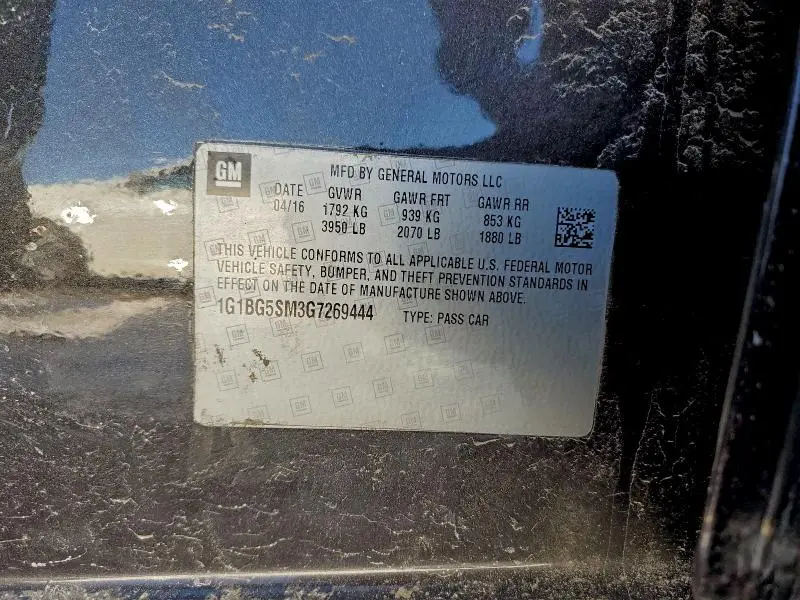 GM
MFD BY GENERAL MOTORS LLC
DATE GVWR GAWR FRT GAWR RR
04/16 1792 KG 939 KG 853 KG
3950 LB 2070 LB 1880 LB
THIS VEHICLE CONFORMS TO ALL APPLICABLE U.S. FEDERAL MOTOR
VEHICLE SAFETY, BUMPER, AND THEFT PREVENTION STANDARDS IN
EFFECT ON THE DATE OF MANUFACTURE SHOWN ABOVE.
1G1BG5SM3G7269444 TYPE: PASS CAR